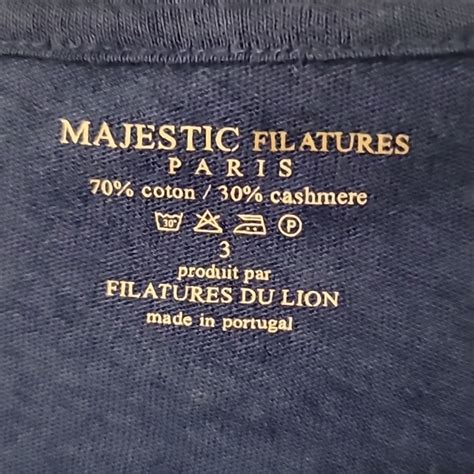 MAJESTIC FILATURES
PARIS
70% coton / 30% cashmere
30° P
3
produit par
FILATURES DU LION
made in portugal